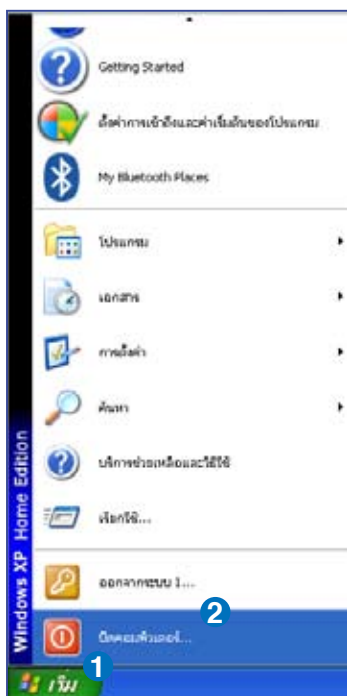 Getting Started
ตั้งค่าการเข้าถึงและค่าเริ่มต้นของโปรแกรม
My Bluetooth Places
โปรแกรม
เอกสาร
การตั้งค่า
ค้นหา
บริการช่วยเหลือและวิธีใช้
เรียกใช้...
ออกจากระบบ 1...
2
ปิดคอมพิวเตอร์...
Windows XP Home Edition
1
เริ่ม